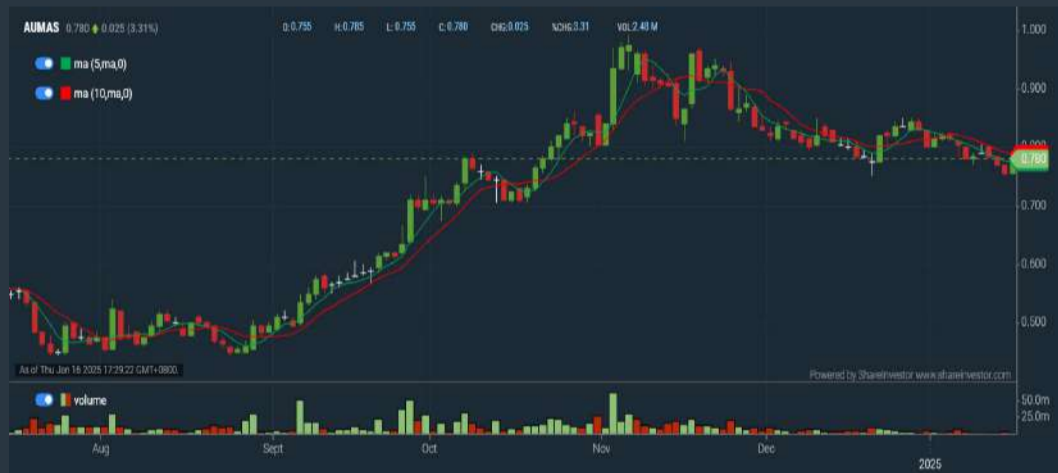 AUMAS 0.780 0.025 (3.31%) O:0.755 H:0.785 L:0.755 C:0.780 CHG:0.025 %CHG:3.31 VOL:2.48 M
ma (5,ma,0)
ma (10,ma,0)
1.000
0.900
0.780
0.700
0.600
0.500
As of Thu Jan 16 2025 17:29:22 GMT+0800.
Powered by ShareInvestor www.shareinvestor.com
volume
50.0m
25.0m
Aug Sept Oct Nov Dec
2025